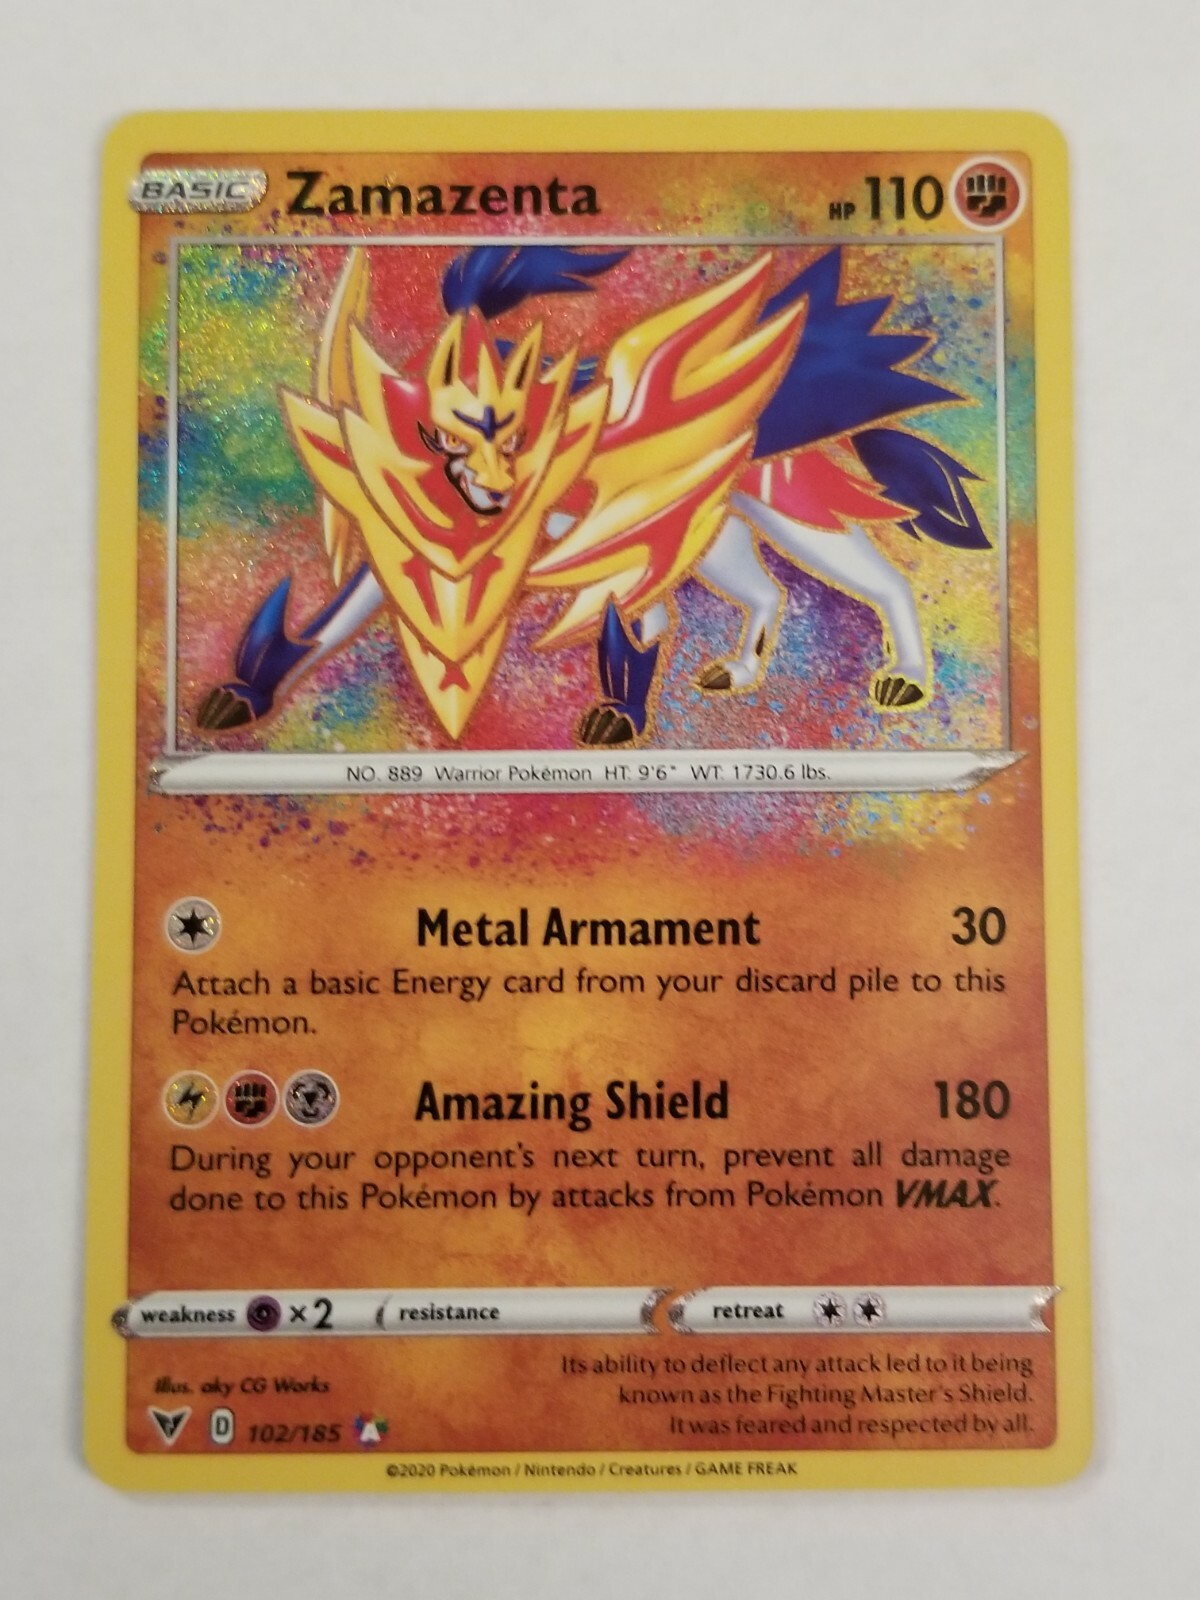 BASIC Zamazenta HP 110
NO. 889 Warrior Pokémon HT: 9'6" WT: 1730.6 lbs.
Metal Armament 30
Attach a basic Energy card from your discard pile to this
Pokémon.
Amazing Shield 180
During your opponent's next turn, prevent all damage
done to this Pokémon by attacks from Pokémon VMAX.
weakness ×2 resistance retreat
Its ability to deflect any attack led to it being
known as the Fighting Master's Shield.
It was feared and respected by all.
Illus. aky CG Works
D 102/185 A
©2020 Pokémon / Nintendo / Creatures / GAME FREAK